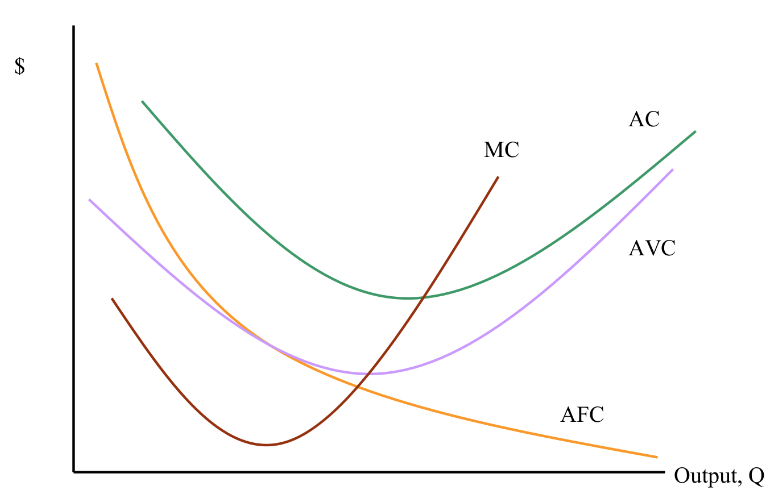 $
AC
MC
AVC
AFC
Output, Q